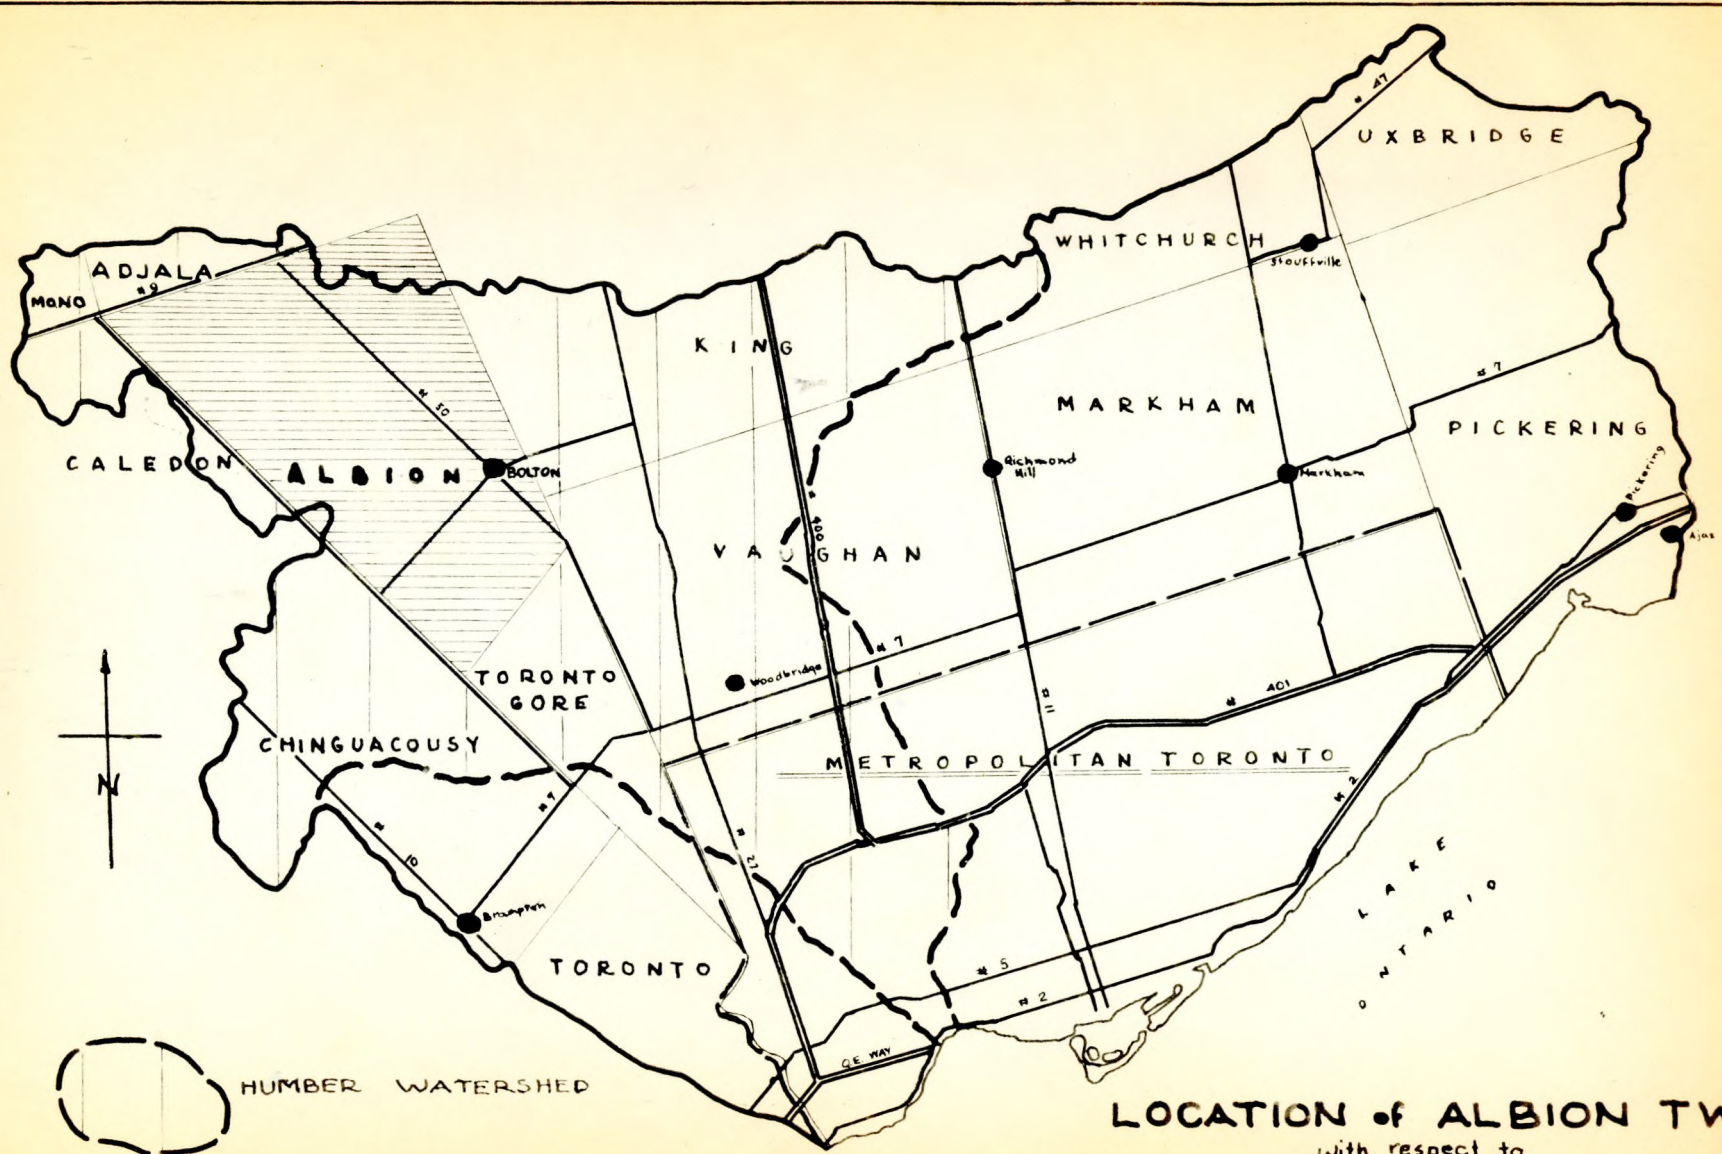 # 47
UXBRIDGE
WHITCHURCH
Stouffville
ADJALA
# 9
MONO
KING
# 50
MARKHAM
# 7
PICKERING
CALEDON
ALBION
BOLTON
Richmond
Hill
Markham
Pickering
# 400
Ajax
VAUGHAN
# 7
Woodbridge
TORONTO
GORE
# 11
# 401
CHINGUACOUSY
METROPOLITAN TORONTO
# 7
# 2
# 10
# 27
LAKE
ONTARIO
Brampton
TORONTO
# 5
# 2
Q.E. WAY
N
HUMBER WATERSHED
LOCATION of ALBION
with respect to